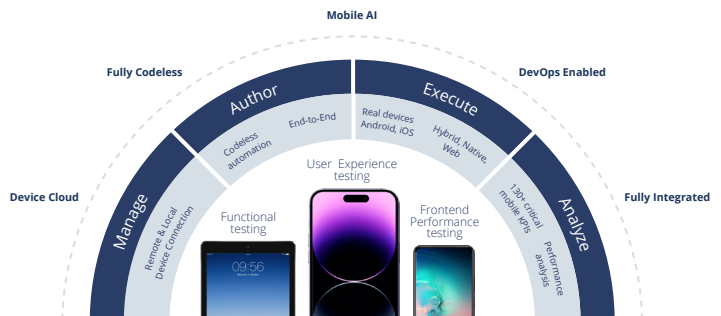 Mobile AI
Fully Codeless
DevOps Enabled
Device Cloud
Fully Integrated
Manage
Remote & Local
Device Connection
Author
Codeless
automation
End-to-End
Execute
Real devices
Android, iOS
Hybrid, Native,
Web
Analyze
130+ critical
mobile KPIs
Performance
analysis
User Experience
testing
Functional
testing
Frontend
Performance
testing
09:56